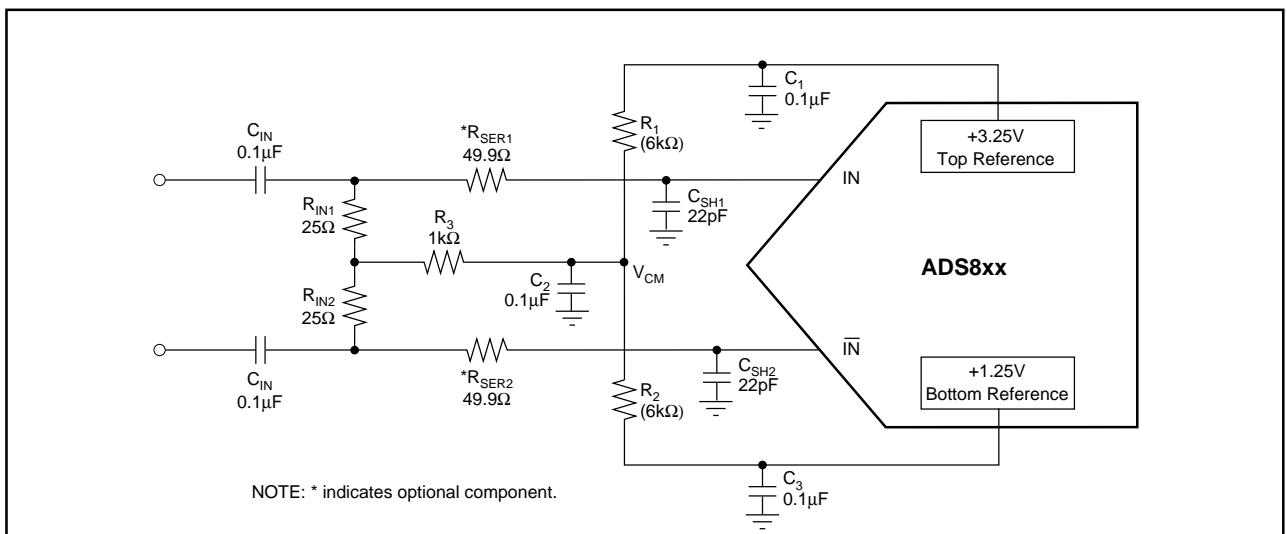 C1
0.1μF
R1
(6kΩ)
+3.25V
Top Reference
CIN
0.1μF
*RSER1
49.9Ω
IN
CSH1
22pF
RIN1
25Ω
R3
1kΩ
VCM
ADS8xx
C2
0.1μF
RIN2
25Ω
IN
CIN
0.1μF
*RSER2
49.9Ω
CSH2
22pF
R2
(6kΩ)
+1.25V
Bottom Reference
C3
0.1μF
NOTE: * indicates optional component.